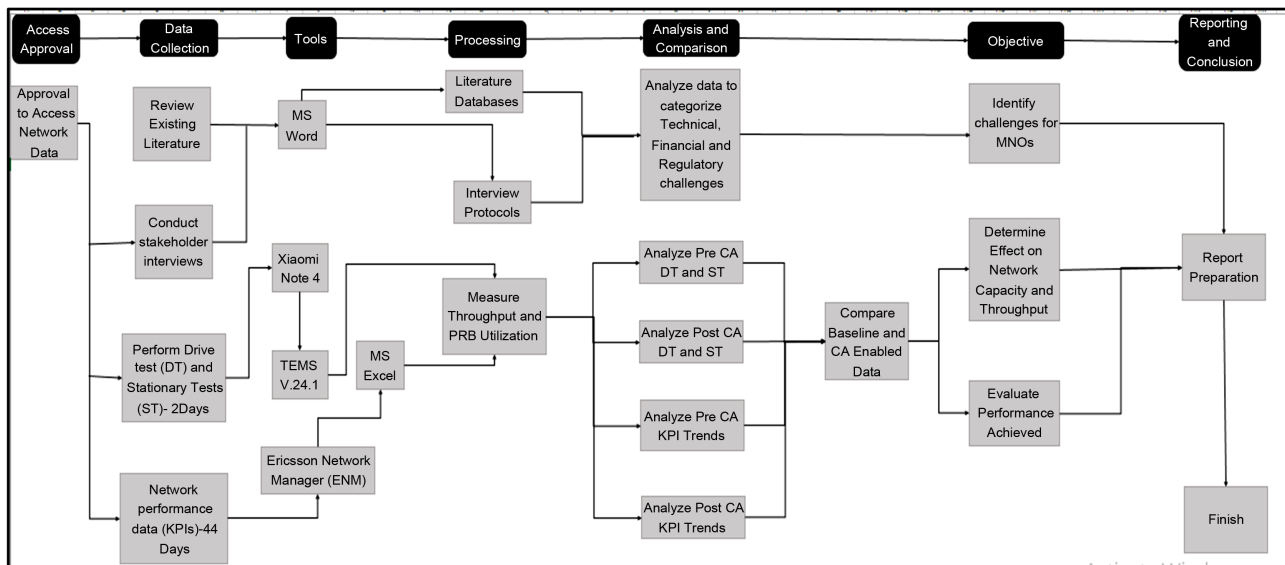 Access
Approval
Data
Collection
Tools
Processing
Analysis and
Comparison
Objective
Reporting
and
Conclusion
Approval
to Access
Network
Data
Review
Existing
Literature
MS
Word
Literature
Databases
Analyze data to
categorize
Technical,
Financial and
Regulatory
challenges
Identify
challenges for
MNOs
Interview
Protocols
Conduct
stakeholder
interviews
Xiaomi
Note 4
Measure
Throughput and
PRB Utilization
Analyze Pre CA
DT and ST
Determine
Effect on
Network
Capacity and
Throughput
Report
Preparation
Perform Drive
test (DT) and
Stationary Tests
(ST)- 2Days
TEMS
V.24.1
MS
Excel
Analyze Post CA
DT and ST
Compare
Baseline and
CA Enabled
Data
Analyze Pre CA
KPI Trends
Evaluate
Performance
Achieved
Ericsson Network
Manager (ENM)
Network
performance
data (KPIs)-44
Days
Analyze Post CA
KPI Trends
Finish